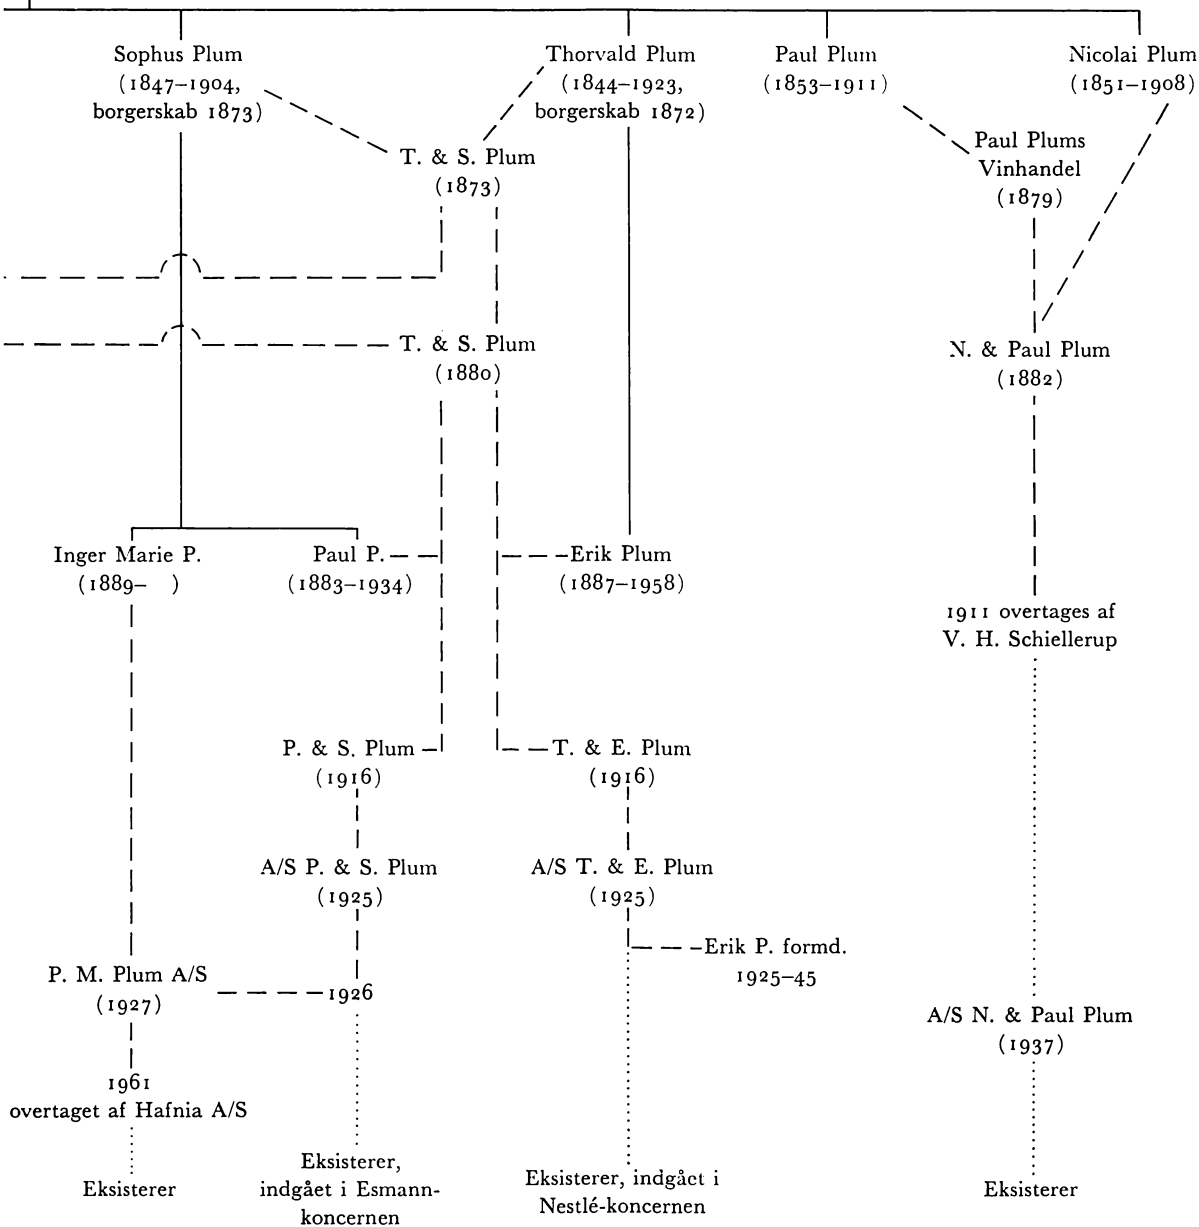 Sophus Plum
(1847–1904,
borgerskab 1873)
Thorvald Plum
(1844–1923,
borgerskab 1872)
Paul Plum
(1853–1911)
Nicolai Plum
(1851–1908)
T. & S. Plum
(1873)
Paul Plums
Vinhandel
(1879)
T. & S. Plum
(1880)
N. & Paul Plum
(1882)
Inger Marie P.
(1889–    )
Paul P.
(1883–1934)
Erik Plum
(1887–1958)
1911 overtages af
V. H. Schiellerup
P. & S. Plum
(1916)
T. & E. Plum
(1916)
A/S P. & S. Plum
(1925)
A/S T. & E. Plum
(1925)
Erik P. formd.
1925–45
P. M. Plum A/S
(1927)
1926
A/S N. & Paul Plum
(1937)
1961
overtaget af Hafnia A/S
Eksisterer
Eksisterer,
indgået i Esmann-
koncernen
Eksisterer, indgået i
Nestlé-koncernen
Eksisterer